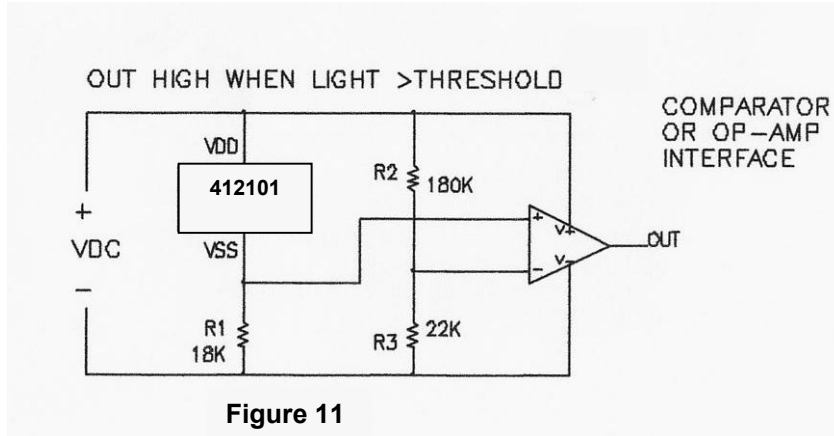 OUT HIGH WHEN LIGHT >THRESHOLD
COMPARATOR
OR OP-AMP
INTERFACE
VDD
412101
R2
180K
+
VDC
−
VSS
+
−
V+
V-
OUT
R1
18K
R3
22K
Figure 11